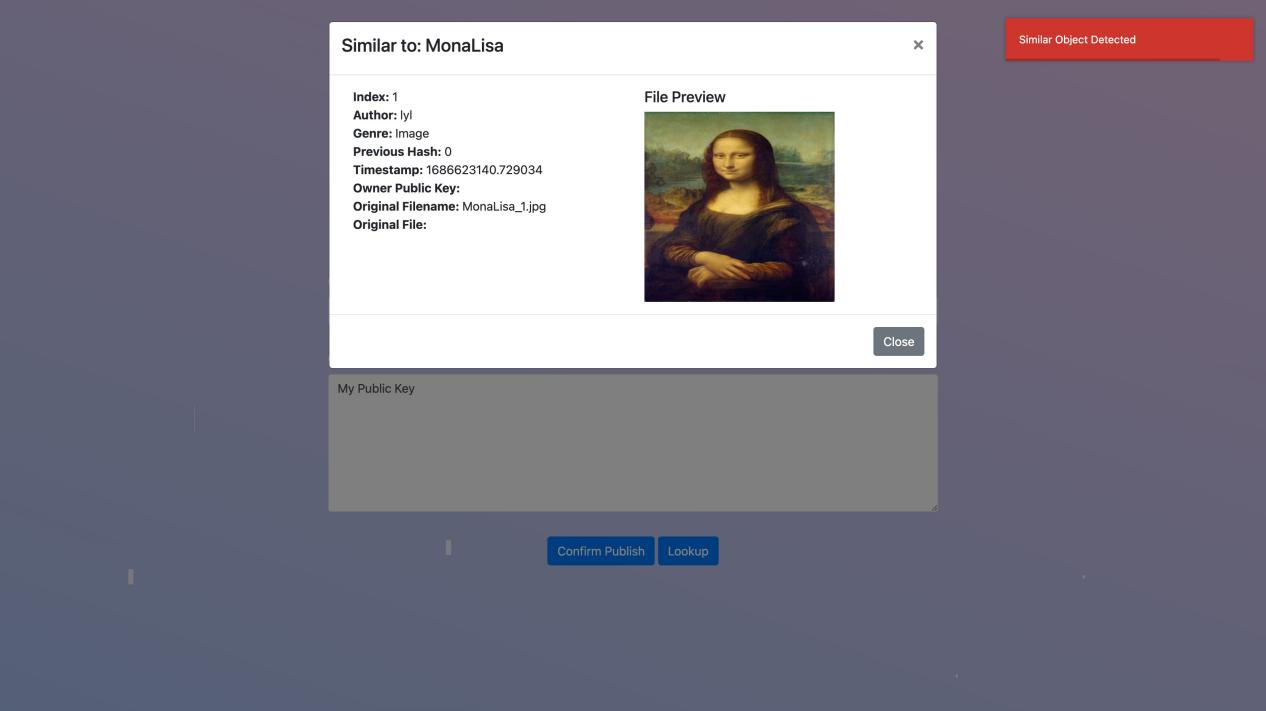 Similar to: MonaLisa
×
Similar Object Detected
Index: 1
Author: lyl
Genre: Image
Previous Hash: 0
Timestamp: 1686623140.729034
Owner Public Key:
Original Filename: MonaLisa_1.jpg
Original File:
File Preview
Close
My Public Key
Confirm Publish
Lookup